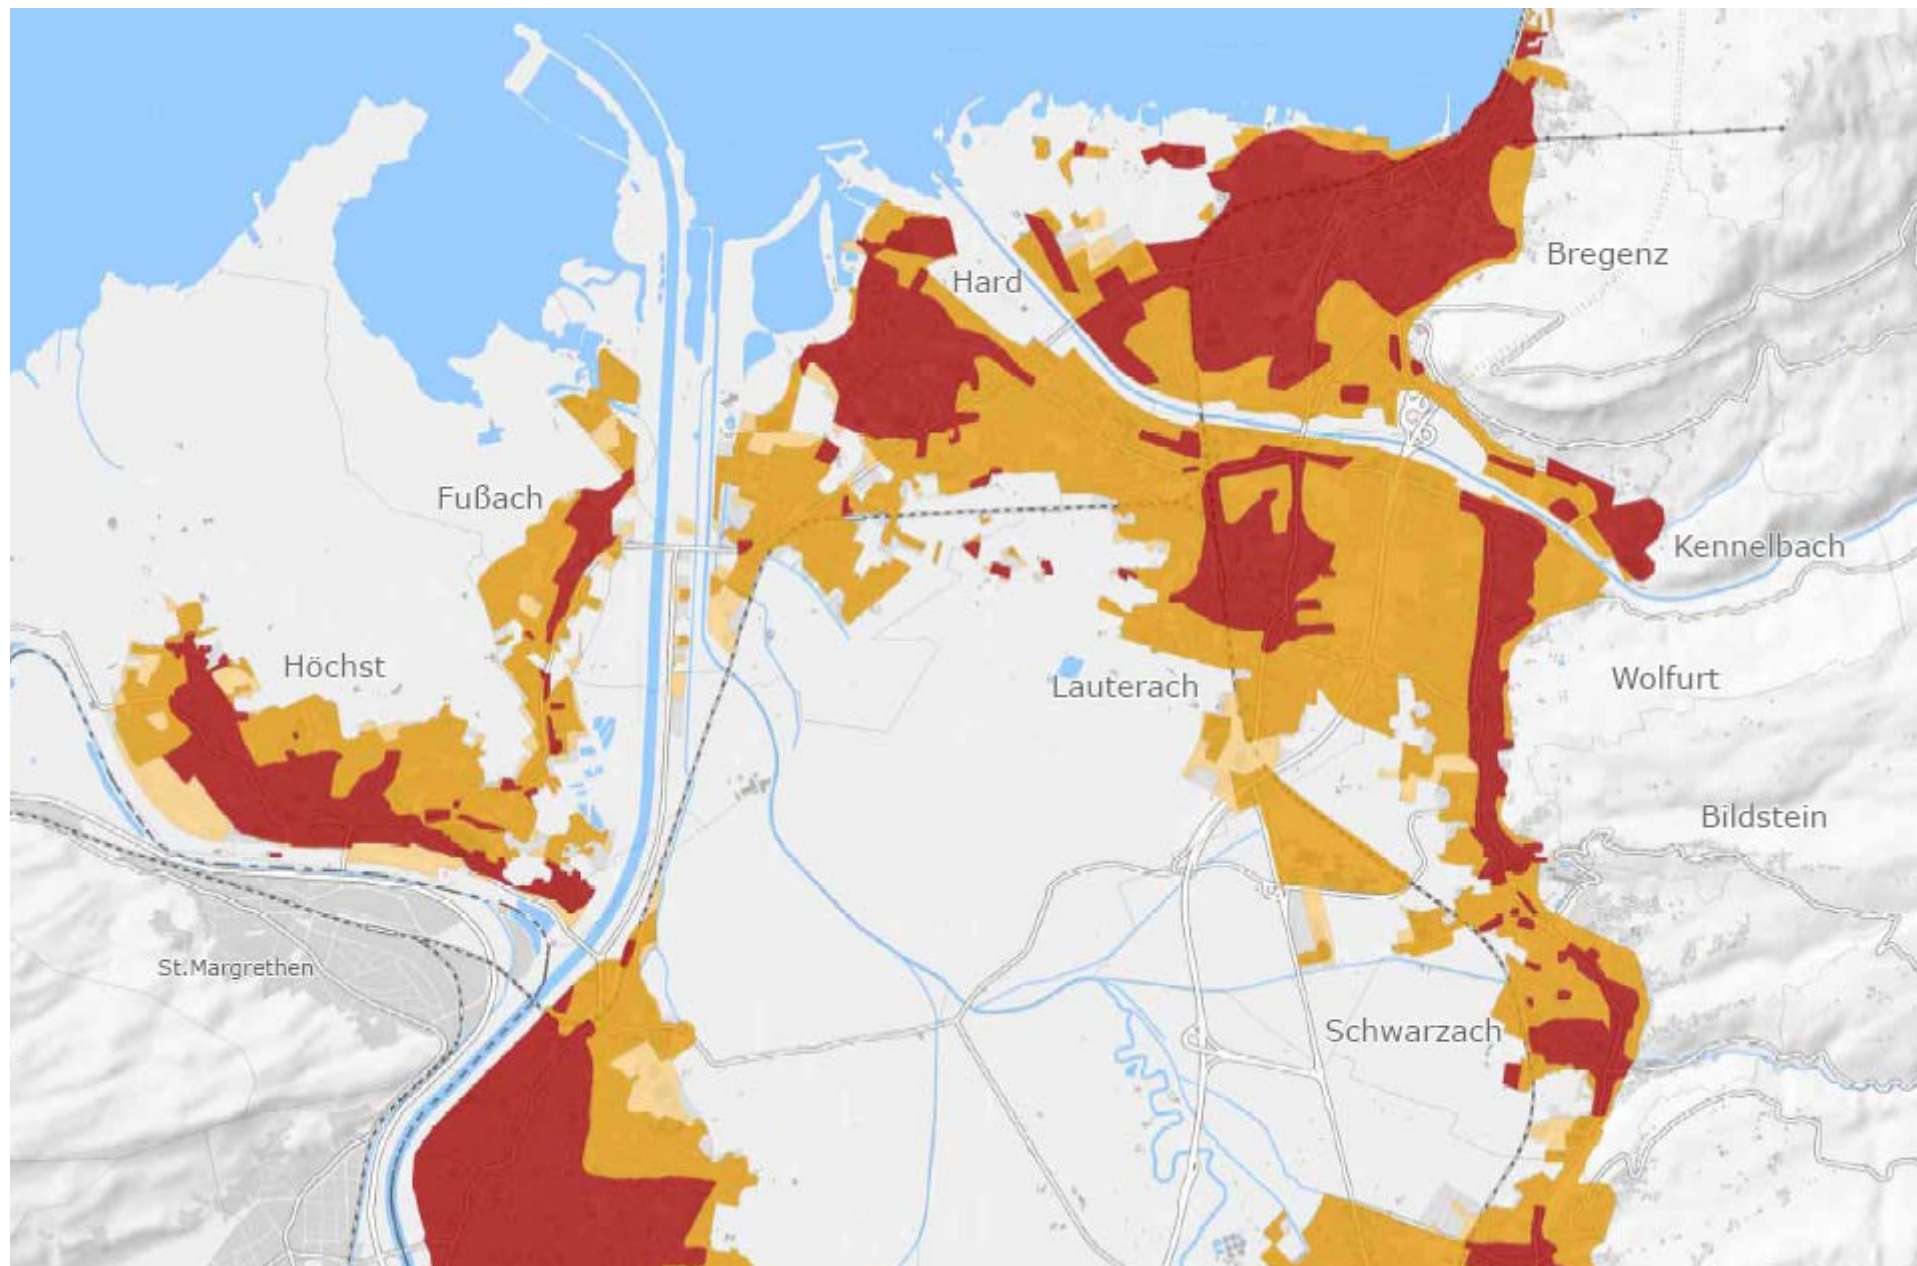 Bregenz
Hard
Fußach
Kennelbach
Höchst
Lauterach
Wolfurt
Bildstein
St.Margrethen
Schwarzach